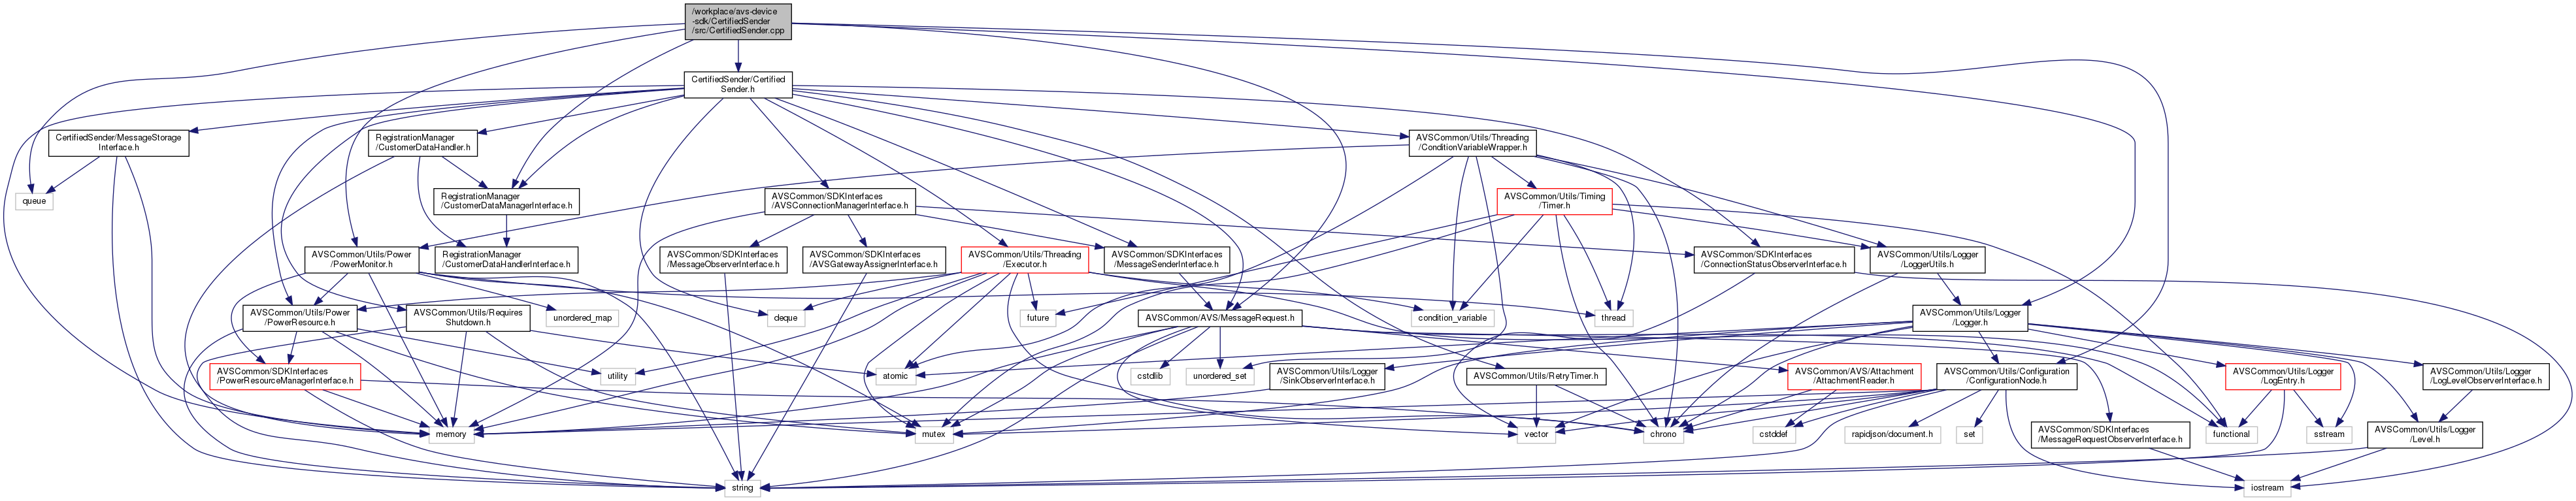 /workplace/avs-device
-sdk/CertifiedSender
/src/CertifiedSender.cpp
CertifiedSender/Certified
Sender.h
CertifiedSender/MessageStorage
Interface.h
RegistrationManager
/CustomerDataHandler.h
AVSCommon/Utils/Threading
/ConditionVariableWrapper.h
queue
RegistrationManager
/CustomerDataManagerInterface.h
AVSCommon/SDKInterfaces
/AVSConnectionManagerInterface.h
AVSCommon/Utils/Timing
/Timer.h
AVSCommon/Utils/Power
/PowerMonitor.h
RegistrationManager
/CustomerDataHandlerInterface.h
AVSCommon/SDKInterfaces
/MessageObserverInterface.h
AVSCommon/SDKInterfaces
/AVSGatewayAssignerInterface.h
AVSCommon/Utils/Threading
/Executor.h
AVSCommon/SDKInterfaces
/MessageSenderInterface.h
AVSCommon/SDKInterfaces
/ConnectionStatusObserverInterface.h
AVSCommon/Utils/Logger
/LoggerUtils.h
AVSCommon/Utils/Power
/PowerResource.h
AVSCommon/Utils/Requires
Shutdown.h
unordered_map
deque
future
AVSCommon/AVS/MessageRequest.h
condition_variable
thread
AVSCommon/Utils/Logger
/Logger.h
AVSCommon/SDKInterfaces
/PowerResourceManagerInterface.h
utility
atomic
cstdlib
unordered_set
AVSCommon/Utils/Logger
/SinkObserverInterface.h
AVSCommon/Utils/RetryTimer.h
AVSCommon/AVS/Attachment
/AttachmentReader.h
AVSCommon/Utils/Configuration
/ConfigurationNode.h
AVSCommon/Utils/Logger
/LogEntry.h
AVSCommon/Utils/Logger
/LogLevelObserverInterface.h
memory
mutex
vector
chrono
cstddef
rapidjson/document.h
set
AVSCommon/SDKInterfaces
/MessageRequestObserverInterface.h
functional
sstream
AVSCommon/Utils/Logger
/Level.h
string
iostream